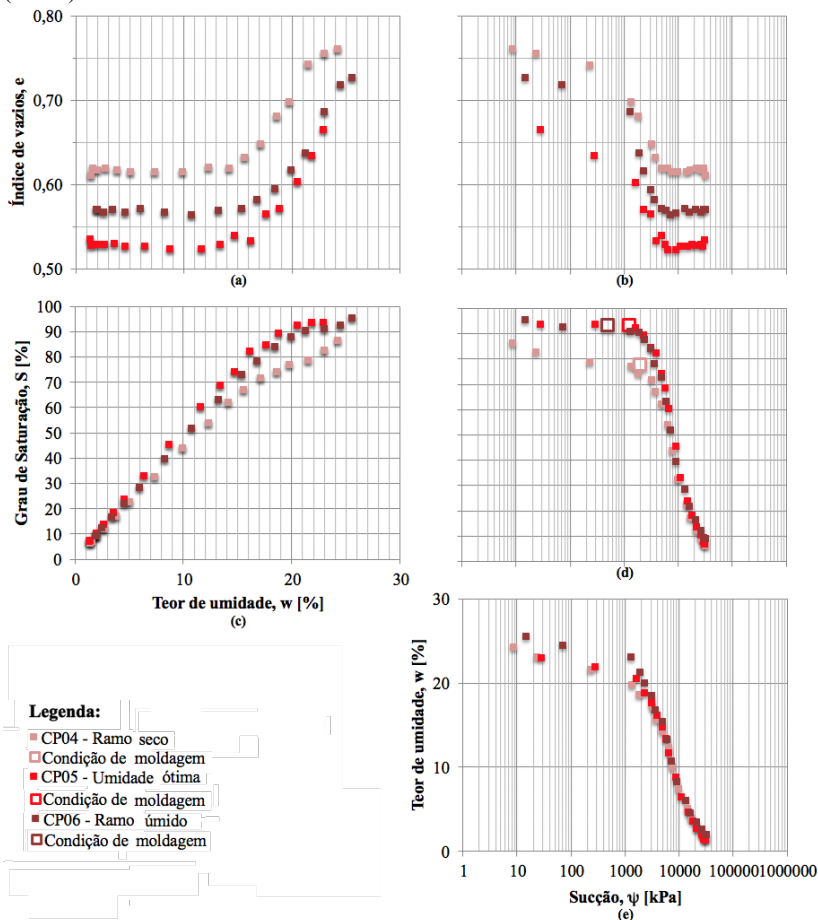 0,80
0,70
0,60
0,50
Índice de vazios, e
(a)
(b)
100
90
80
70
60
50
40
30
20
10
0
Grau de Saturação, S [%]
0
10
20
30
Teor de umidade, w [%]
(c)
(d)
30
20
10
0
Teor de umidade, w [%]
1
10
100
1000
10000
100000
1000000
Sucção, ψ [kPa]
(e)
Legenda:
CP04 - Ramo seco
Condição de moldagem
CP05 - Umidade ótima
Condição de moldagem
CP06 - Ramo úmido
Condição de moldagem